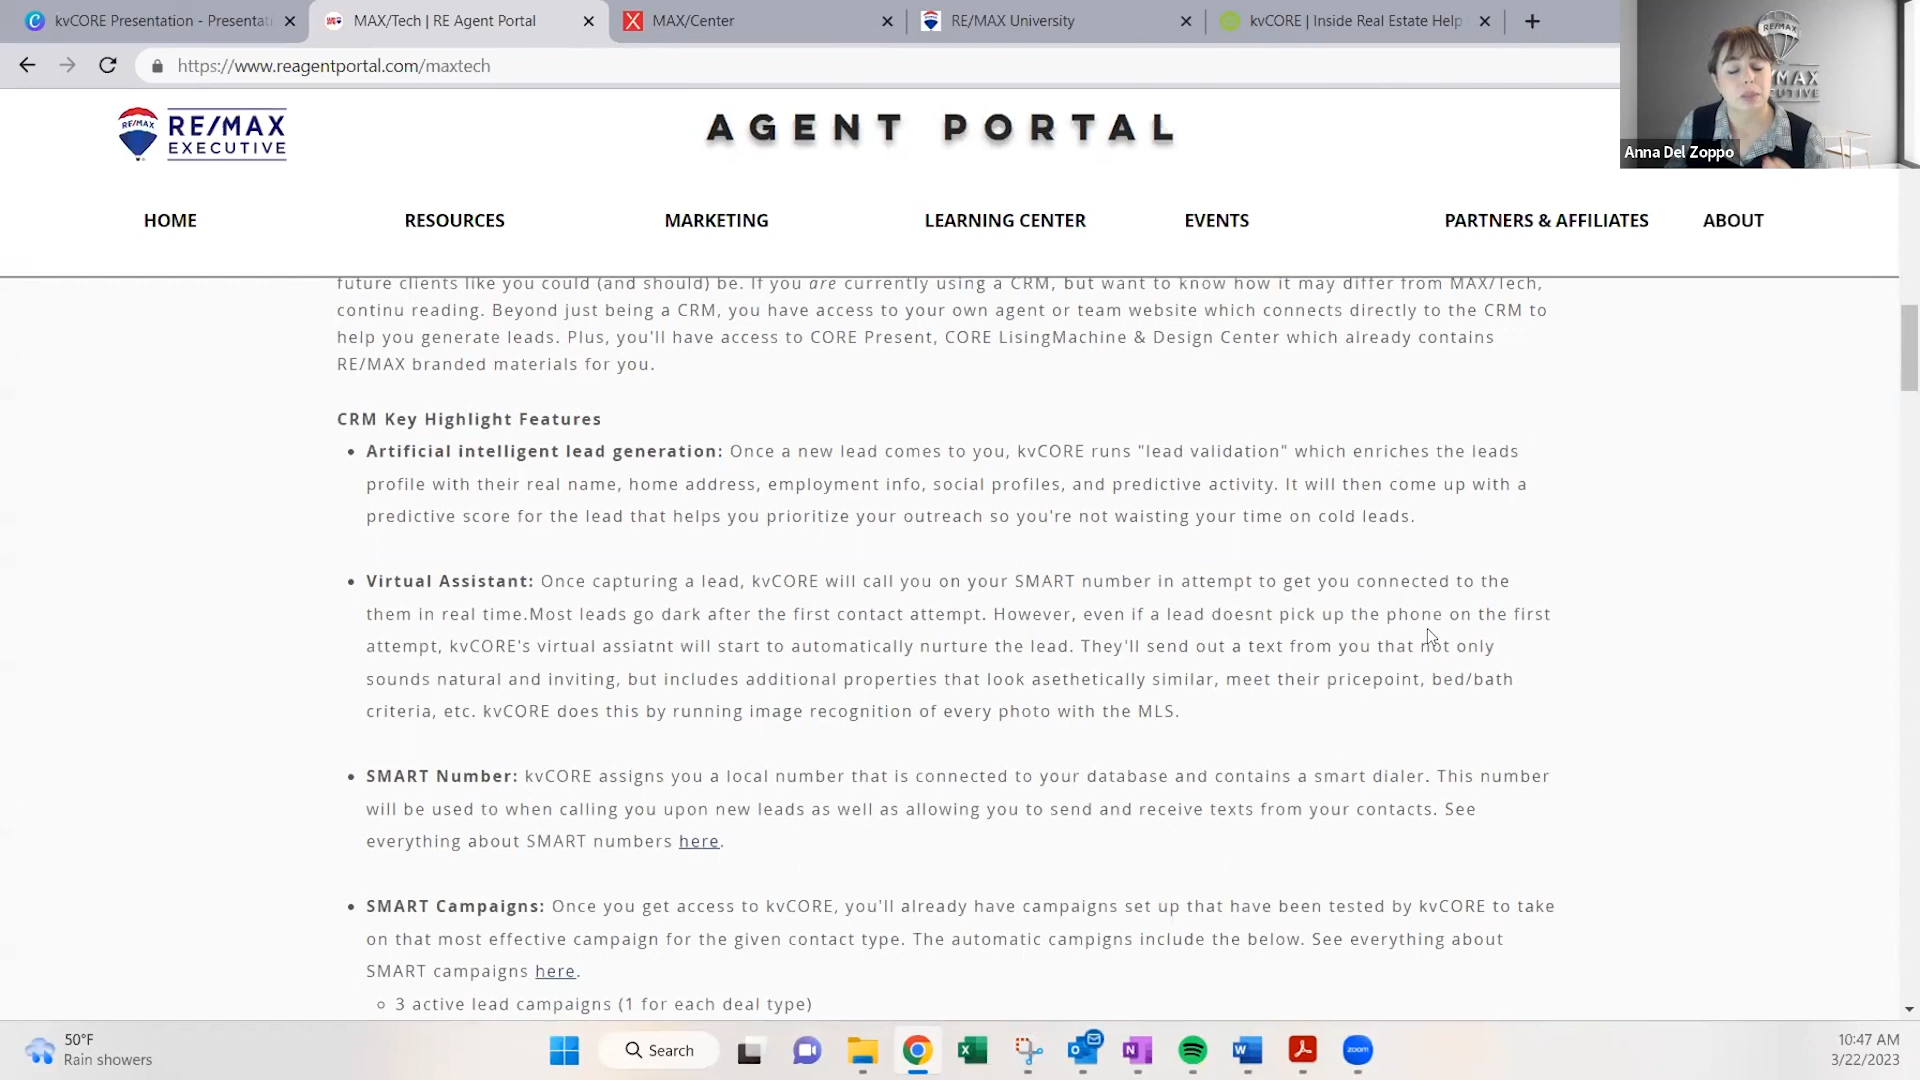 kvCORE Presentation - Presentati
MAX/Tech | RE Agent Portal
MAX/Center
RE/MAX University
kvCORE | Inside Real Estate Help
https://www.reagentportal.com/maxtech
RE/MAX
RE/MAX
EXECUTIVE
AGENT PORTAL
Anna Del Zoppo
HOME
RESOURCES
MARKETING
LEARNING CENTER
EVENTS
PARTNERS & AFFILIATES
ABOUT
future clients like you could (and should) be. If you are currently using a CRM, but want to know how it may differ from MAX/Tech,
continu reading. Beyond just being a CRM, you have access to your own agent or team website which connects directly to the CRM to
help you generate leads. Plus, you'll have access to CORE Present, CORE LisingMachine & Design Center which already contains
RE/MAX branded materials for you.
CRM Key Highlight Features
• Artificial intelligent lead generation: Once a new lead comes to you, kvCORE runs "lead validation" which enriches the leads
profile with their real name, home address, employment info, social profiles, and predictive activity. It will then come up with a
predictive score for the lead that helps you prioritize your outreach so you're not waisting your time on cold leads.
• Virtual Assistant: Once capturing a lead, kvCORE will call you on your SMART number in attempt to get you connected to the
them in real time.Most leads go dark after the first contact attempt. However, even if a lead doesnt pick up the phone on the first
attempt, kvCORE's virtual assiatnt will start to automatically nurture the lead. They'll send out a text from you that not only
sounds natural and inviting, but includes additional properties that look asethetically similar, meet their pricepoint, bed/bath
criteria, etc. kvCORE does this by running image recognition of every photo with the MLS.
• SMART Number: kvCORE assigns you a local number that is connected to your database and contains a smart dialer. This number
will be used to when calling you upon new leads as well as allowing you to send and receive texts from your contacts. See
everything about SMART numbers here.
• SMART Campaigns: Once you get access to kvCORE, you'll already have campaigns set up that have been tested by kvCORE to take
on that most effective campaign for the given contact type. The automatic campigns include the below. See everything about
SMART campaigns here.
◦ 3 active lead campaigns (1 for each deal type)
50°F
Rain showers
Search
zoom
10:47 AM
3/22/2023